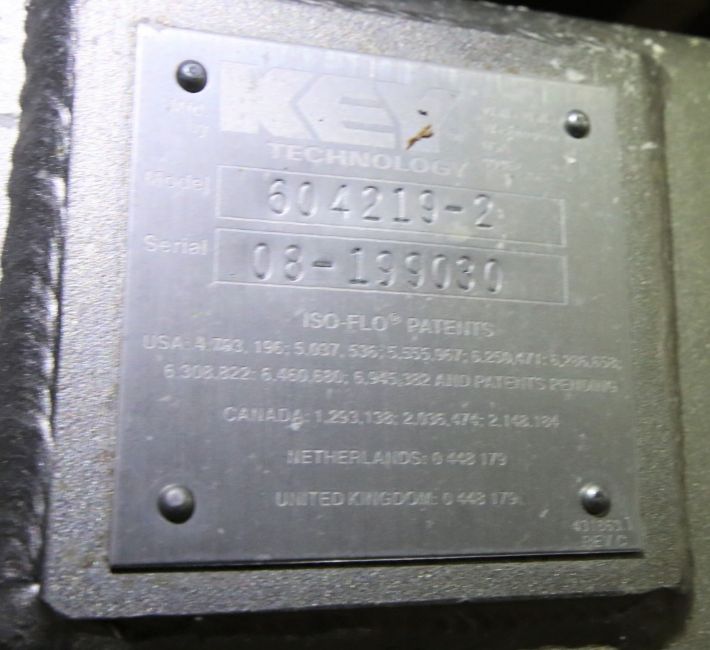 KEY
TECHNOLOGY
Model 604219-2
Serial 08-199030
ISO-FLO® PATENTS
USA: 4.793, 196; 5.037, 536; 5,555,967; 6.250,471; 6,286,658;
6.308,822; 6.460,680; 6,945,382 AND PATENTS PENDING
CANADA: 1.293,138; 2,036,474; 2.148.184
NETHERLANDS: 0 448 179
UNITED KINGDOM: 0 448 179
REV C